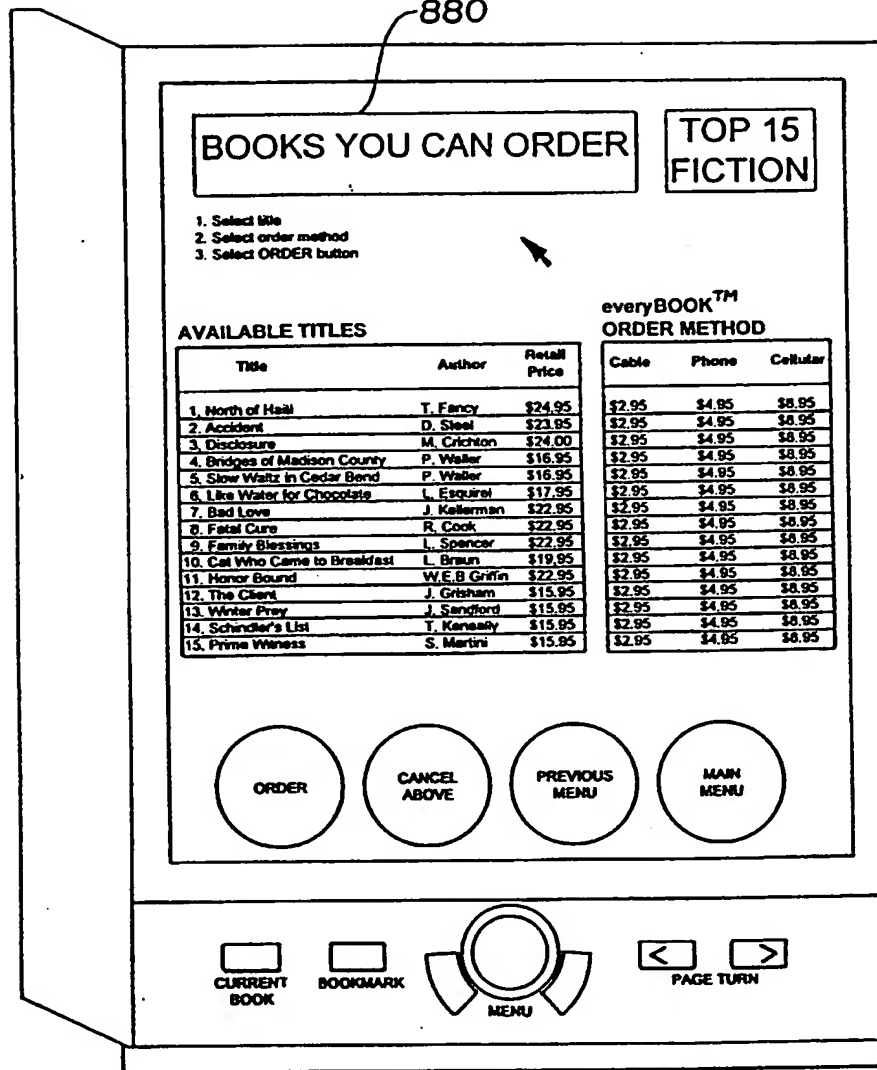 880
BOOKS YOU CAN ORDER
TOP 15
FICTION
1. Select title
2. Select order method
3. Select ORDER button
AVAILABLE TITLES
everyBOOK™
ORDER METHOD
Title Author Retail Price Cable Phone Cellular
1. North of Haiti T. Fancy $24.95 $2.95 $4.95 $8.95
2. Accident D. Steel $23.95 $2.95 $4.95 $8.95
3. Disclosure M. Crichton $24.00 $2.95 $4.95 $8.95
4. Bridges of Madison County P. Waller $16.95 $2.95 $4.95 $8.95
5. Slow Waltz in Cedar Bend P. Waller $16.95 $2.95 $4.95 $8.95
6. Like Water for Chocolate L. Esquirel $17.95 $2.95 $4.95 $8.95
7. Bad Love J. Kellerman $22.95 $2.95 $4.95 $8.95
8. Fatal Cure R. Cook $22.95 $2.95 $4.95 $8.95
9. Family Blessings L. Spencer $22.95 $2.95 $4.95 $8.95
10. Cat Who Came to Breakfast L. Braun $19.95 $2.95 $4.95 $8.95
11. Honor Bound W.E.B Griffin $22.95 $2.95 $4.95 $8.95
12. The Client J. Grisham $15.95 $2.95 $4.95 $8.95
13. Winter Prey J. Sandford $15.95 $2.95 $4.95 $8.95
14. Schindler's List T. Keneally $15.95 $2.95 $4.95 $8.95
15. Prime Witness S. Martini $15.95 $2.95 $4.95 $8.95
ORDER
CANCEL
ABOVE
PREVIOUS
MENU
MAIN
MENU
< >
CURRENT
BOOK
BOOKMARK
MENU
PAGE TURN